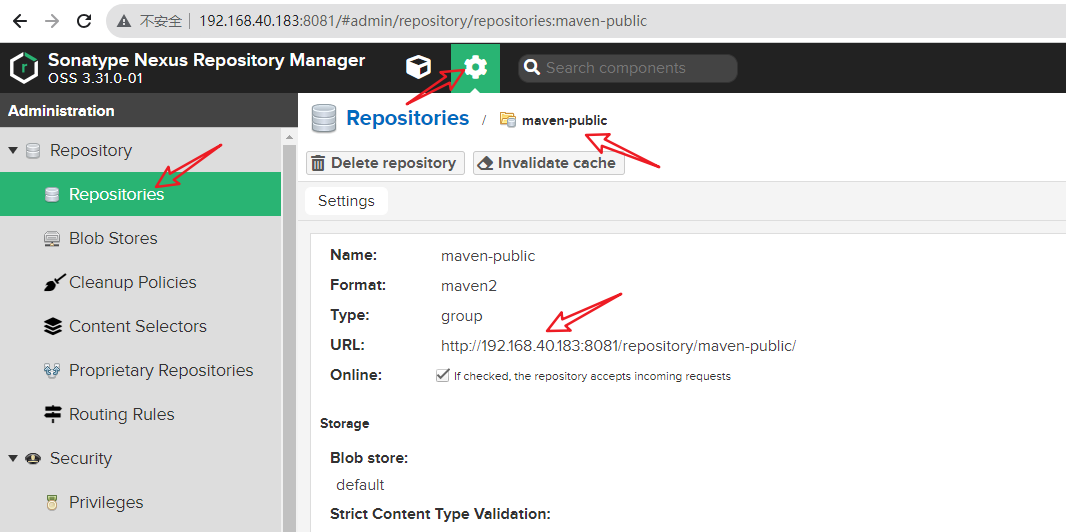 不安全 192.168.40.183:8081/#admin/repository/repositories:maven-public
Sonatype Nexus Repository Manager
OSS 3.31.0-01
Search components
Administration
Repositories / maven-public
Repository
Delete repository Invalidate cache
Repositories
Settings
Blob Stores
Cleanup Policies
Content Selectors
Proprietary Repositories
Routing Rules
Security
Privileges
Name: maven-public
Format: maven2
Type: group
URL: http://192.168.40.183:8081/repository/maven-public/
Online: If checked, the repository accepts incoming requests
Storage
Blob store:
default
Strict Content Type Validation: